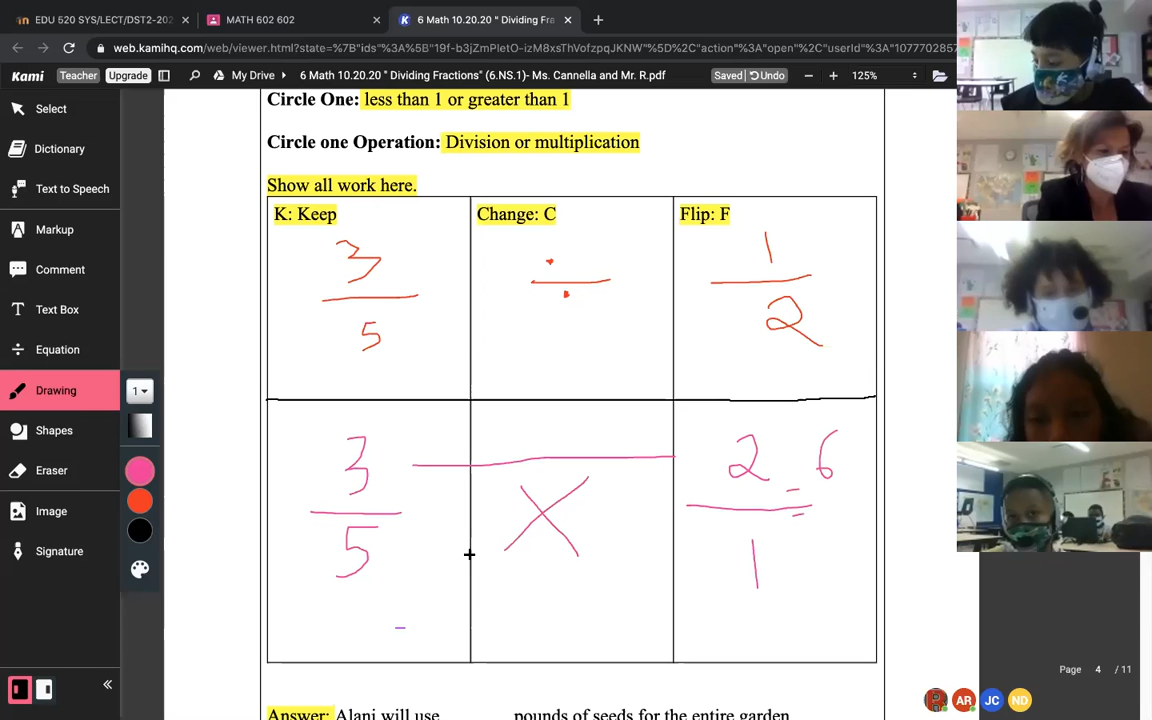 EDU 520 SYS/LECT/DST2-202
MATH 602 602
6 Math 10.20.20 " Dividing Fra
web.kamihq.com/web/viewer.html?state=%7B"ids"%3A%5B"19f-b3jZmPletO-izM8xsThVofzpqJKNW"%5D%2C"action"%3A"open"%2C"userId"%3A"1077702857
Kami
Teacher
Upgrade
My Drive
6 Math 10.20.20 " Dividing Fractions" (6.NS.1)- Ms. Cannella and Mr. R.pdf
Saved
Undo
125%
Select
Dictionary
Text to Speech
Markup
Comment
Text Box
Equation
Drawing
1
Shapes
Eraser
Image
Signature
Circle One: less than 1 or greater than 1
Circle one Operation: Division or multiplication
Show all work here.
K: Keep
Change: C
Flip: F
3
5
÷
1
2
3
5
X
2 = 6
1
Answer: Alani will use ______ pounds of seeds for the entire garden
Page 4 / 11
AR
JC
ND